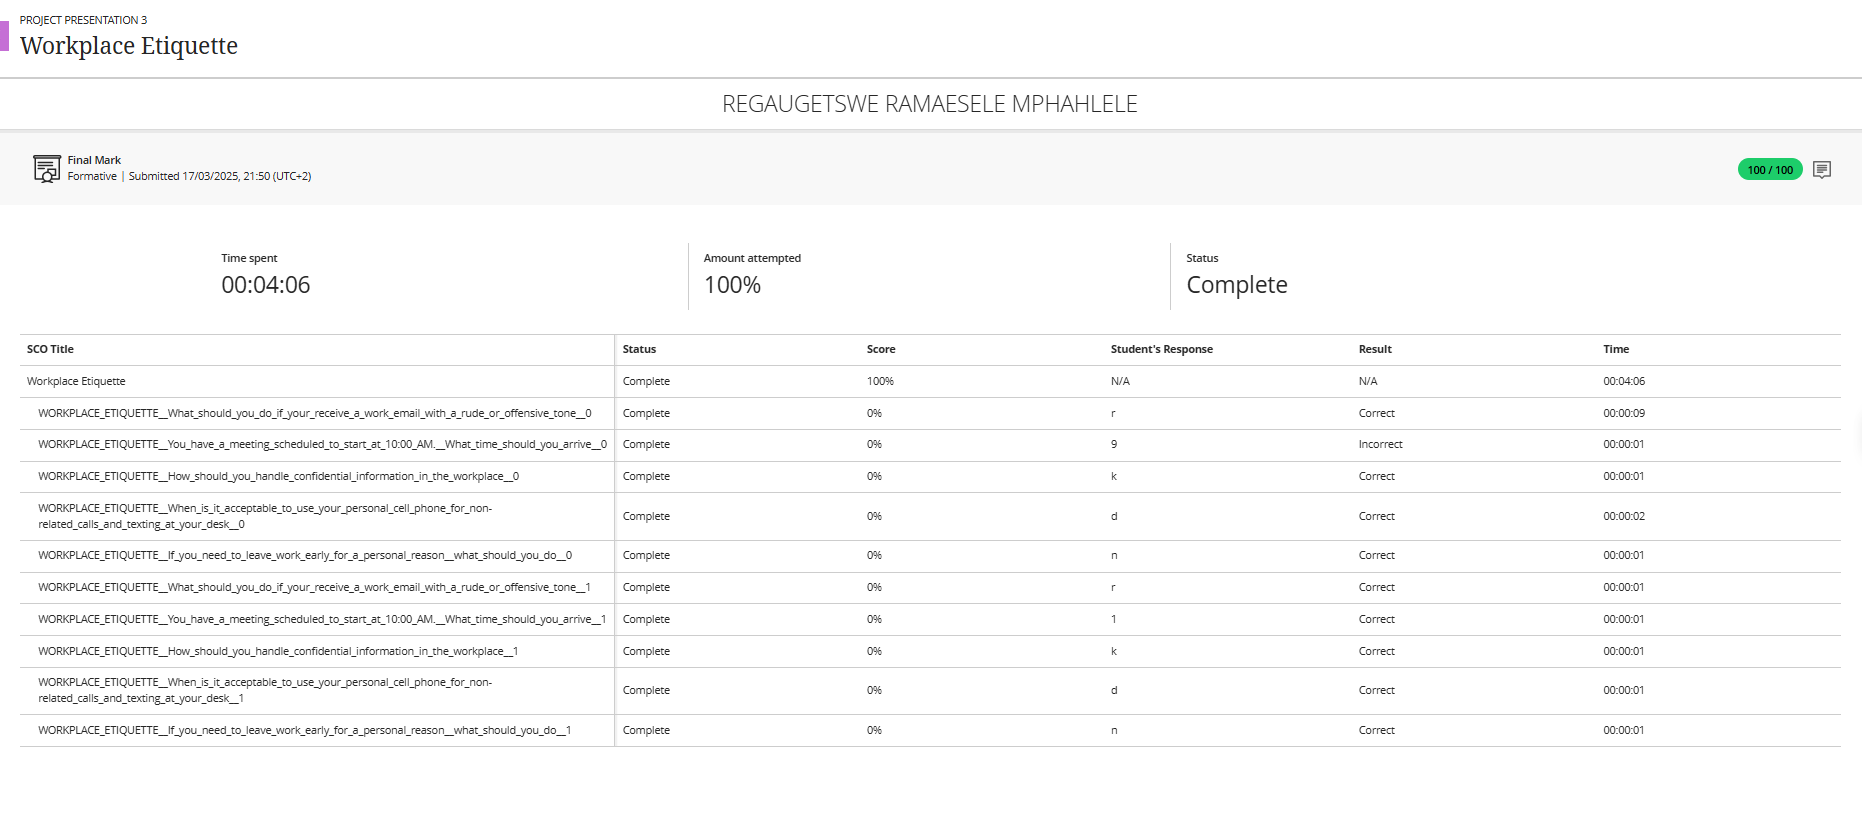 PROJECT PRESENTATION 3
Workplace Etiquette
REGAUGETSWE RAMAESELE MPHAHLELE
Final Mark
Formative | Submitted 17/03/2025, 21:50 (UTC+2)
100 / 100
Time spent
00:04:06
Amount attempted
100%
Status
Complete
SCO Title Status Score Student's Response Result Time
Workplace Etiquette Complete 100% N/A N/A 00:04:06
WORKPLACE_ETIQUETTE__What_should_you_do_if_your_receive_a_work_email_with_a_rude_or_offensive_tone__0 Complete 0% r Correct 00:00:09
WORKPLACE_ETIQUETTE__You_have_a_meeting_scheduled_to_start_at_10:00_AM.__What_time_should_you_arrive__0 Complete 0% 9 Incorrect 00:00:01
WORKPLACE_ETIQUETTE__How_should_you_handle_confidential_information_in_the_workplace__0 Complete 0% k Correct 00:00:01
WORKPLACE_ETIQUETTE__When_is_it_acceptable_to_use_your_personal_cell_phone_for_non-
related_calls_and_texting_at_your_desk__0 Complete 0% d Correct 00:00:02
WORKPLACE_ETIQUETTE__If_you_need_to_leave_work_early_for_a_personal_reason__what_should_you_do__0 Complete 0% n Correct 00:00:01
WORKPLACE_ETIQUETTE__What_should_you_do_if_your_receive_a_work_email_with_a_rude_or_offensive_tone__1 Complete 0% r Correct 00:00:01
WORKPLACE_ETIQUETTE__You_have_a_meeting_scheduled_to_start_at_10:00_AM.__What_time_should_you_arrive__1 Complete 0% 1 Correct 00:00:01
WORKPLACE_ETIQUETTE__How_should_you_handle_confidential_information_in_the_workplace__1 Complete 0% k Correct 00:00:01
WORKPLACE_ETIQUETTE__When_is_it_acceptable_to_use_your_personal_cell_phone_for_non-
related_calls_and_texting_at_your_desk__1 Complete 0% d Correct 00:00:01
WORKPLACE_ETIQUETTE__If_you_need_to_leave_work_early_for_a_personal_reason__what_should_you_do__1 Complete 0% n Correct 00:00:01